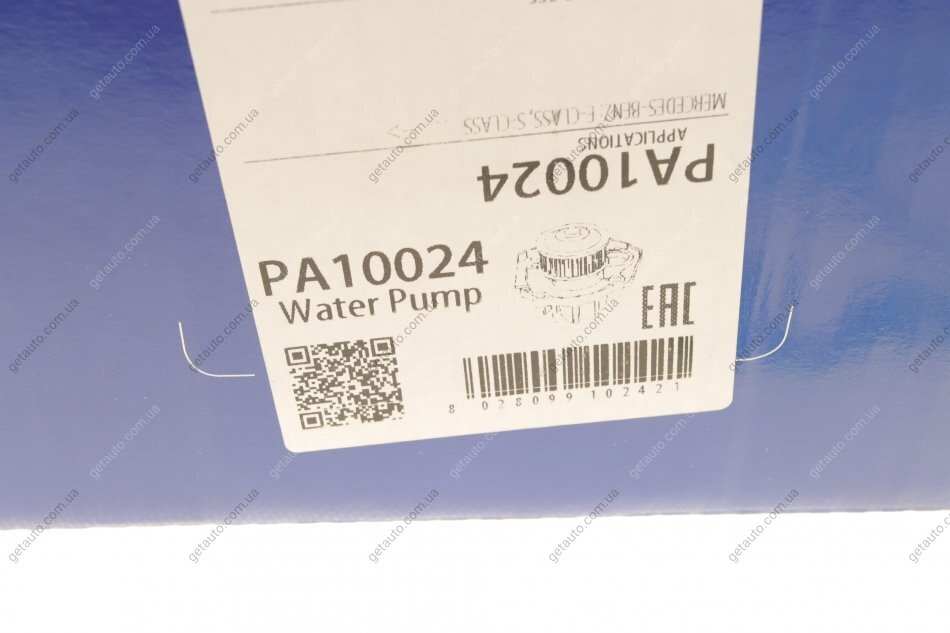 MERCEDES-BENZ E-CLASS, S-CLASS
APPLICATIONS
PA10024
PA10024
Water Pump
EAC
8 028099 102421
getauto.com.ua